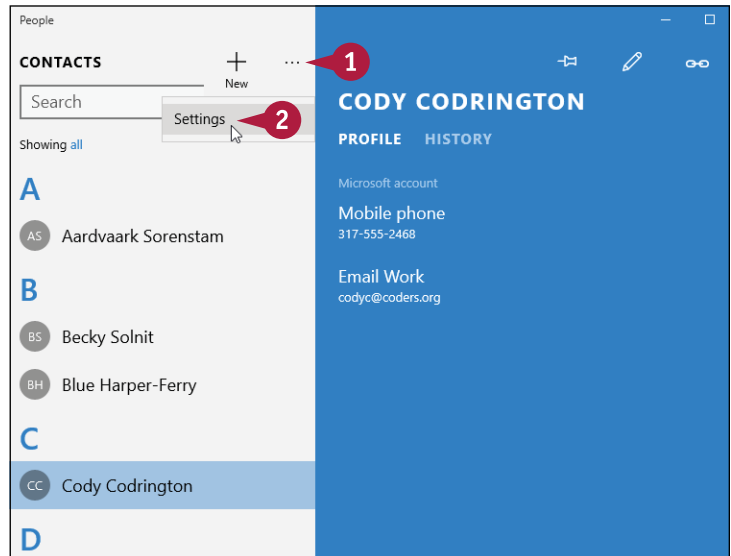 People
CONTACTS
...
1
New
Search
Settings
2
Showing all
A
AS
Aardvaark Sorenstam
B
BS
Becky Solnit
BH
Blue Harper-Ferry
C
CC
Cody Codrington
D
CODY CODRINGTON
PROFILE HISTORY
Microsoft account
Mobile phone
317-555-2468
Email Work
codyc@coders.org